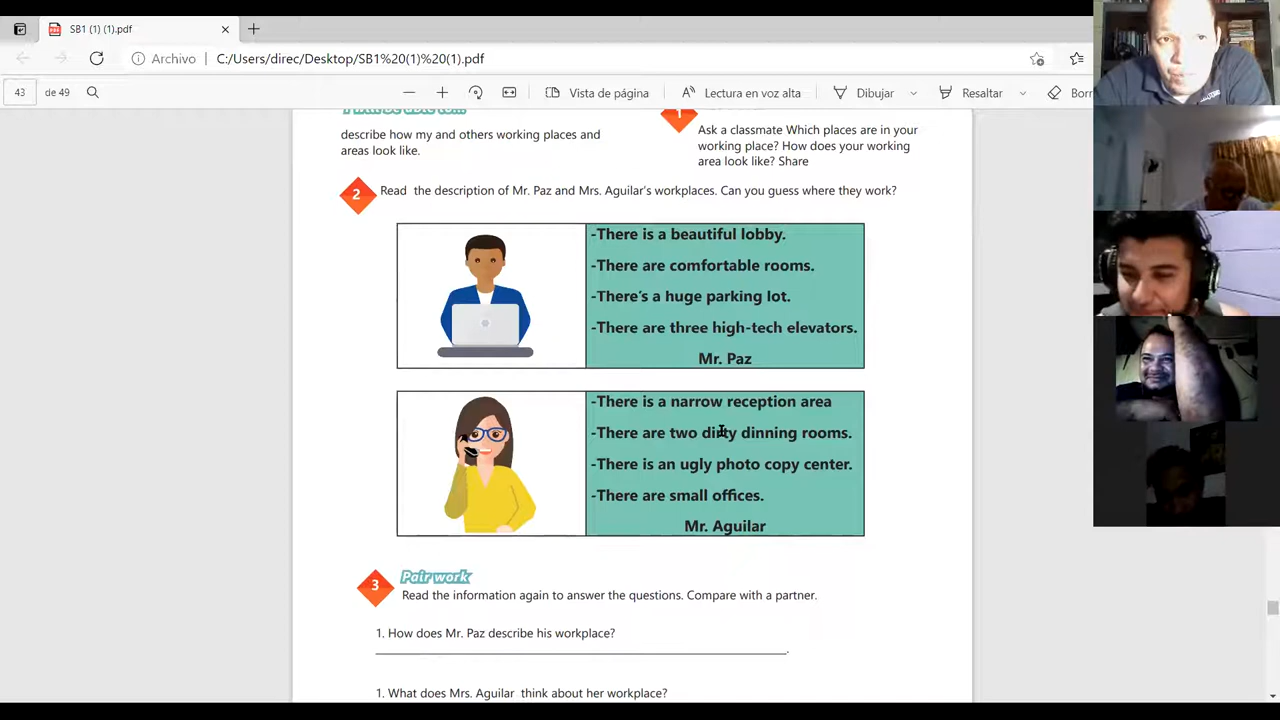 SB1 (1) (1).pdf
Archivo C:/Users/direc/Desktop/SB1%20(1)%20(1).pdf
43 de 49 Vista de página Lectura en voz alta Dibujar Resaltar Borr
describe how my and others working places and
areas look like.
1
Ask a classmate Which places are in your
working place? How does your working
area look like? Share
2 Read the description of Mr. Paz and Mrs. Aguilar's workplaces. Can you guess where they work?
-There is a beautiful lobby.
-There are comfortable rooms.
-There's a huge parking lot.
-There are three high-tech elevators.
Mr. Paz
-There is a narrow reception area
-There are two dirty dinning rooms.
-There is an ugly photo copy center.
-There are small offices.
Mr. Aguilar
3 Pair work
Read the information again to answer the questions. Compare with a partner.
1. How does Mr. Paz describe his workplace?
1. What does Mrs. Aguilar think about her workplace?